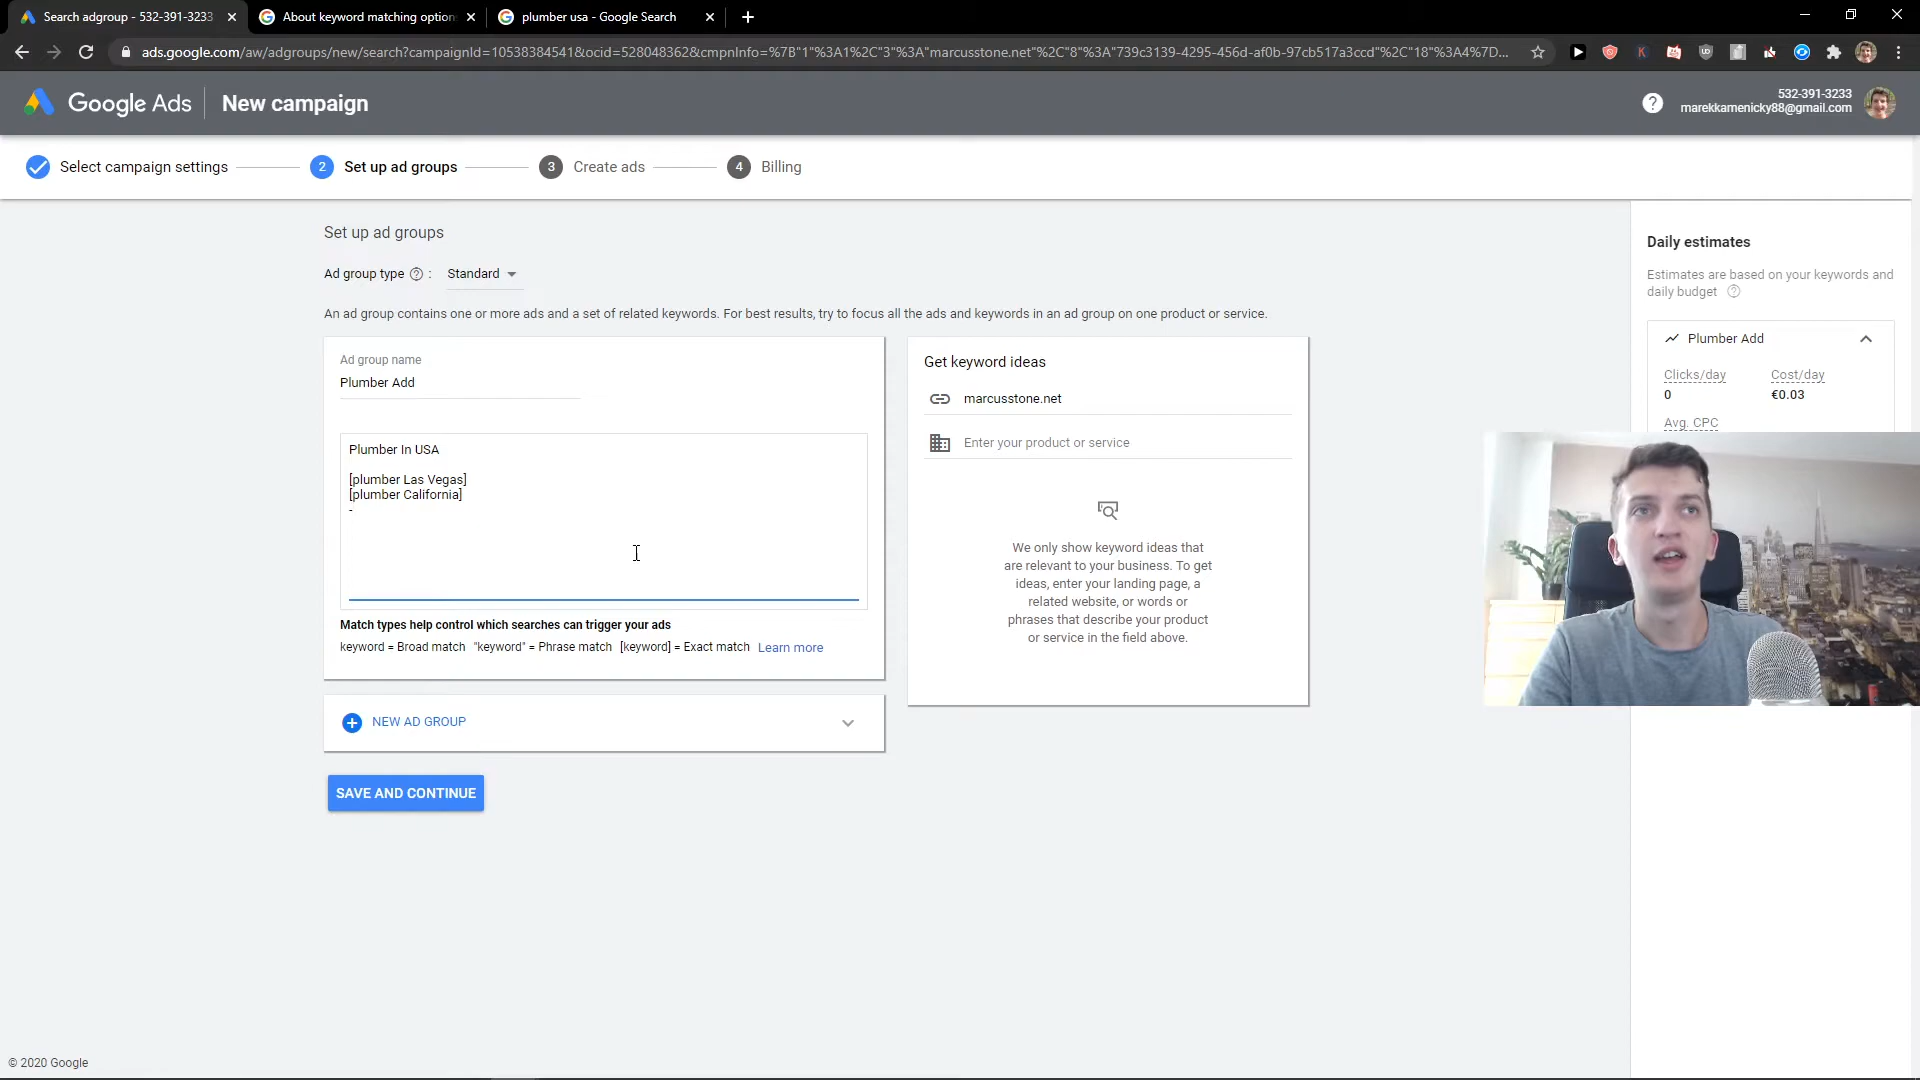 Search adgroup - 532-391-3233
About keyword matching option
plumber usa - Google Search
ads.google.com/aw/adgroups/new/search?campaignId=10538384541&ocid=528048362&cmpnInfo=%7B"1"%3A1%2C"3"%3A"marcusstone.net"%2C"8"%3A"739c3139-4295-456d-af0b-97cb517a3ccd"%2C"18"%3A4%7D...
Google Ads
New campaign
532-391-3233
marekkamenicky88@gmail.com
Select campaign settings
2 Set up ad groups
3 Create ads
4 Billing
Set up ad groups
Ad group type ? : Standard
An ad group contains one or more ads and a set of related keywords. For best results, try to focus all the ads and keywords in an ad group on one product or service.
Ad group name
Plumber Add
Plumber In USA
[plumber Las Vegas]
[plumber California]
-
Match types help control which searches can trigger your ads
keyword = Broad match "keyword" = Phrase match [keyword] = Exact match Learn more
NEW AD GROUP
SAVE AND CONTINUE
Get keyword ideas
marcusstone.net
Enter your product or service
We only show keyword ideas that
are relevant to your business. To get
ideas, enter your landing page, a
related website, or words or
phrases that describe your product
or service in the field above.
Daily estimates
Estimates are based on your keywords and
daily budget ?
Plumber Add
Clicks/day Cost/day
0 €0.03
Avg. CPC
© 2020 Google